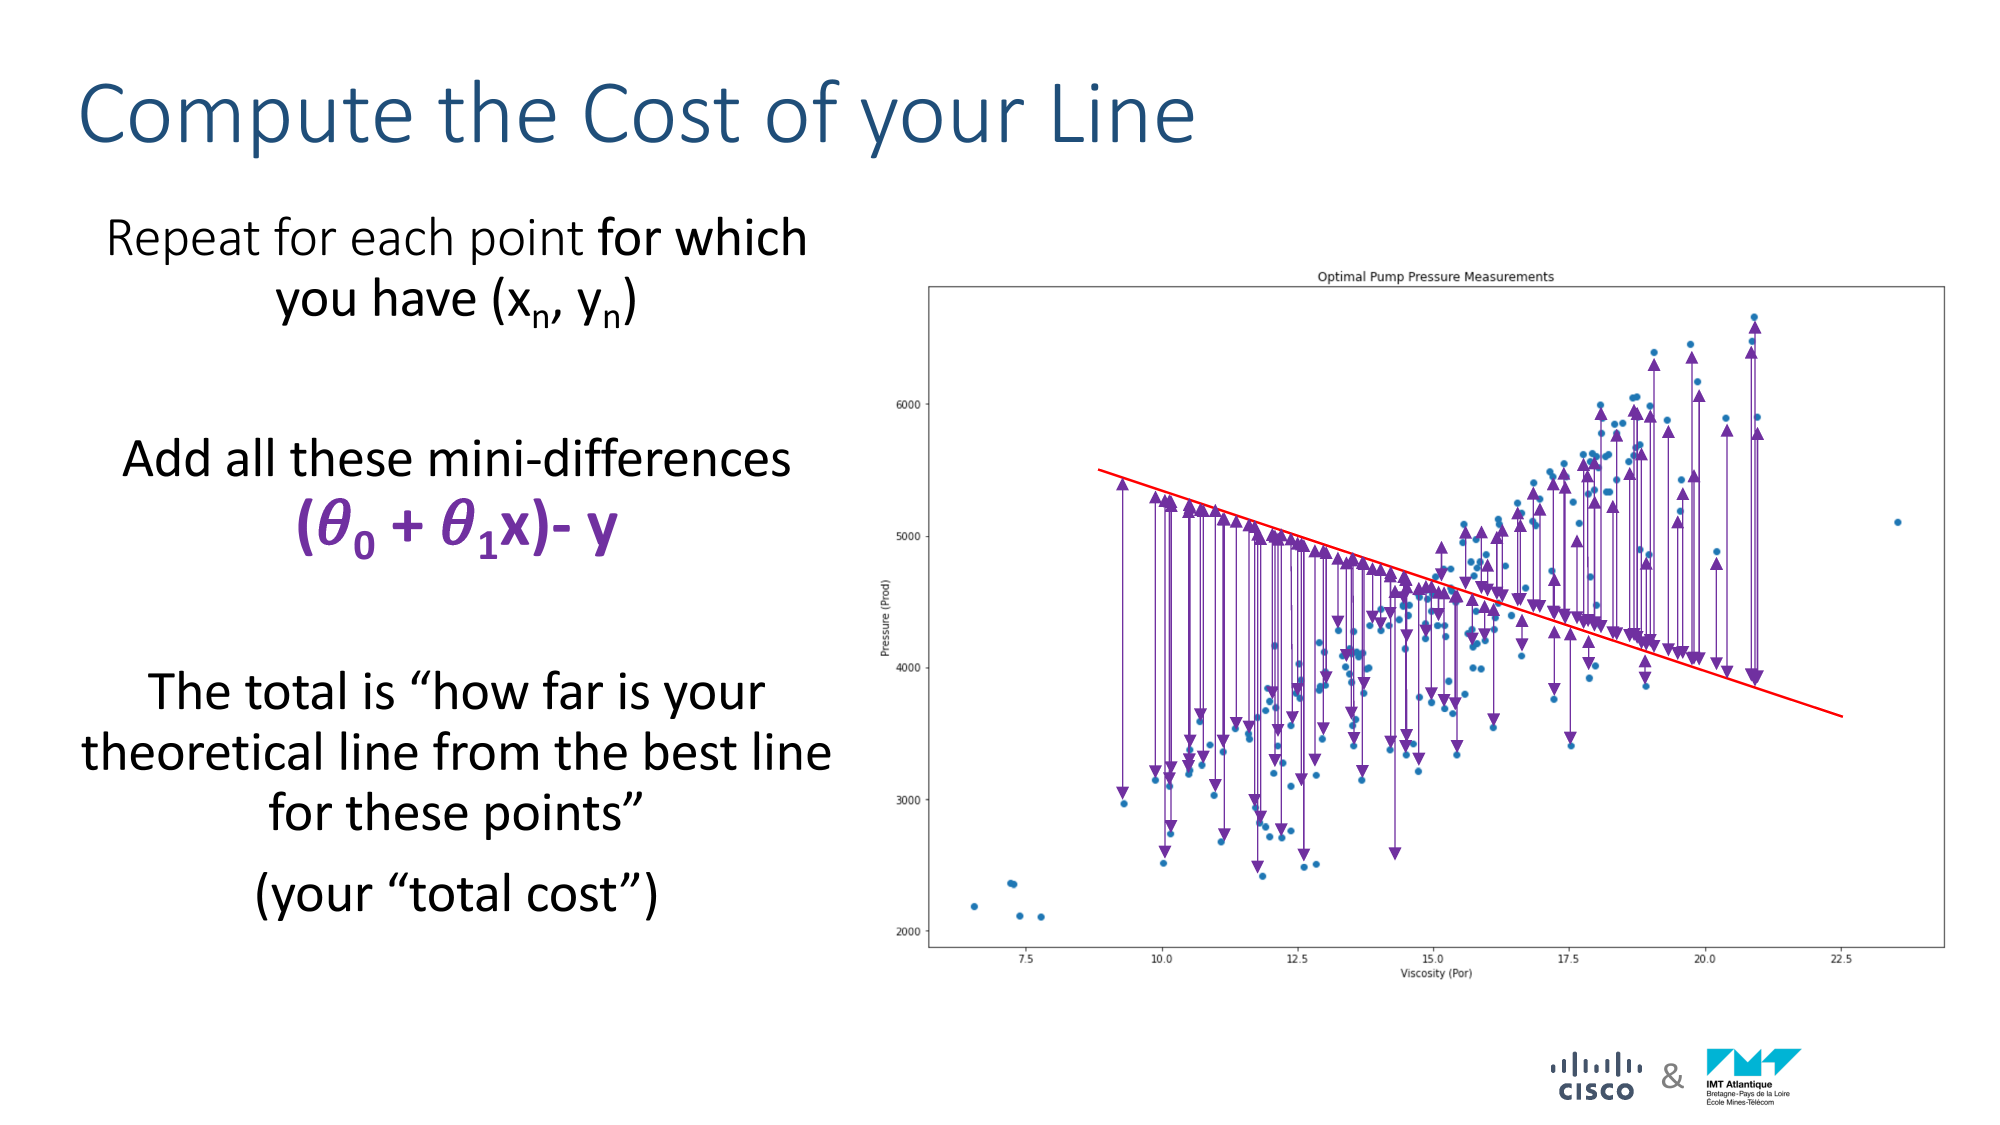 Compute the Cost of your Line
Repeat for each point for which
you have (xn, yn)
Add all these mini-differences
(θ0 + θ1x)- y
The total is “how far is your
theoretical line from the best line
for these points”
(your “total cost”)
Optimal Pump Pressure Measurements
6000
5000
4000
3000
2000
Pressure (Prod)
7.5 10.0 12.5 15.0 17.5 20.0 22.5
Viscosity (Por)
CISCO
&
IMT Atlantique
Bretagne-Pays de la Loire
École Mines-Télécom